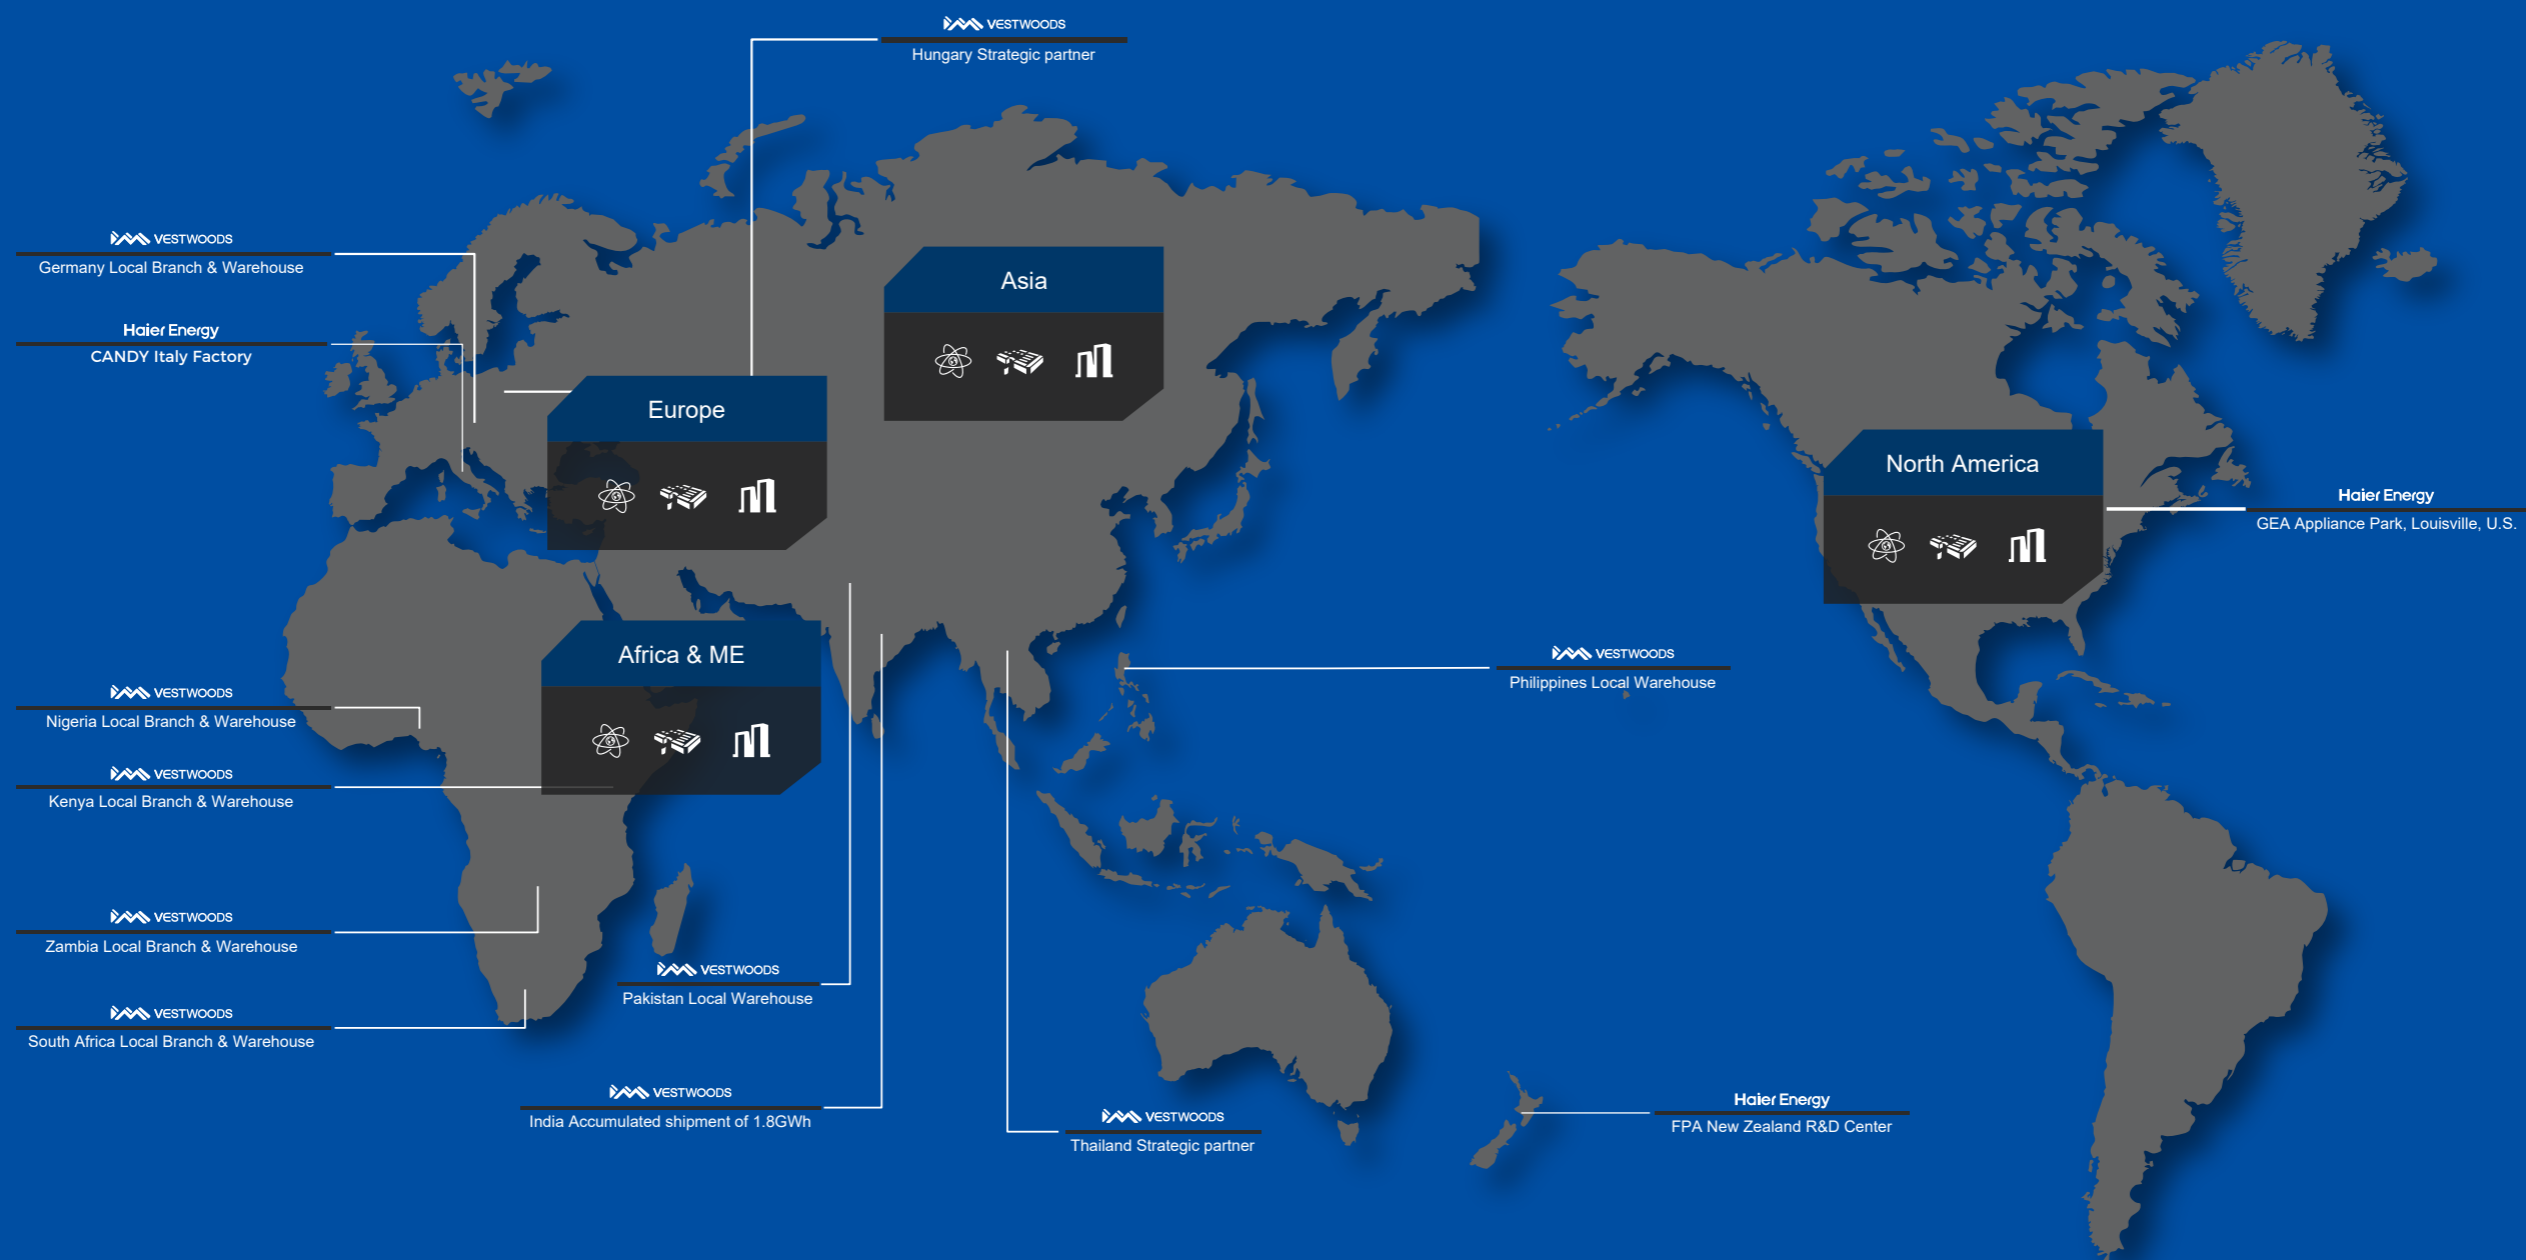 VESTWOODS
Hungary Strategic partner
VESTWOODS
Germany Local Branch & Warehouse
Haier Energy
CANDY Italy Factory
Asia
Europe
North America
Haier Energy
GEA Appliance Park, Louisville, U.S.
Africa & ME
VESTWOODS
Philippines Local Warehouse
VESTWOODS
Nigeria Local Branch & Warehouse
VESTWOODS
Kenya Local Branch & Warehouse
VESTWOODS
Zambia Local Branch & Warehouse
VESTWOODS
Pakistan Local Warehouse
VESTWOODS
South Africa Local Branch & Warehouse
VESTWOODS
India Accumulated shipment of 1.8GWh
VESTWOODS
Thailand Strategic partner
Haier Energy
FPA New Zealand R&D Center